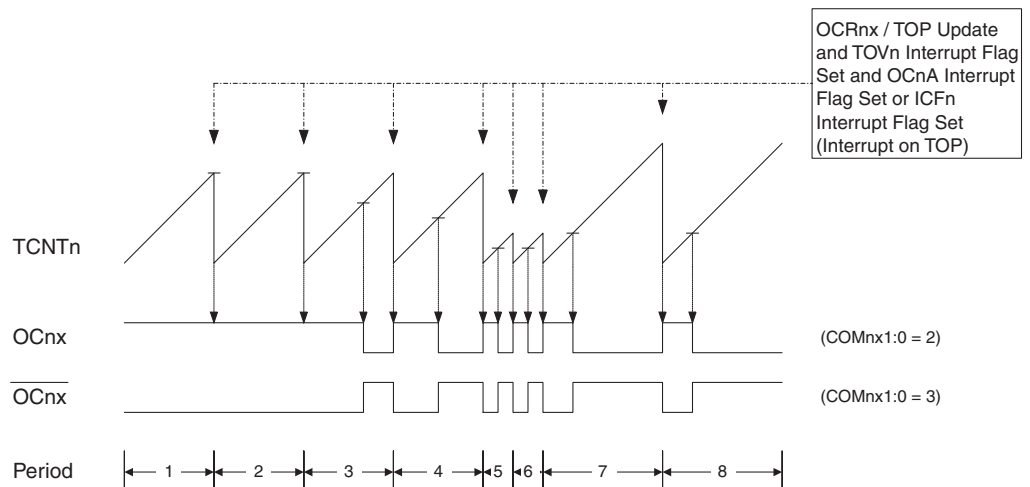 OCRnx / TOP Update
and TOVn Interrupt Flag
Set and OCnA Interrupt
Flag Set or ICFn
Interrupt Flag Set
(Interrupt on TOP)
TCNTn
OCnx
(COMnx1:0 = 2)
OCnx
(COMnx1:0 = 3)
Period
1 2 3 4 5 6 7 8